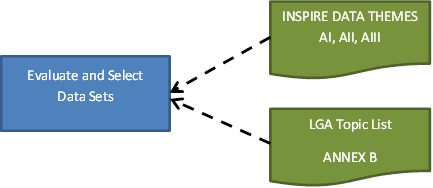 Evaluate and Select
Data Sets
INSPIRE DATA THEMES
AI, AII, AIII
LGA Topic List
ANNEX B